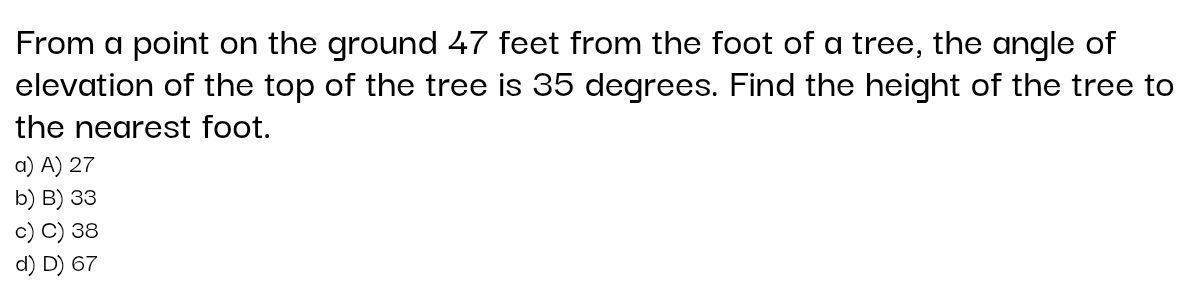 From a point on the ground 47 feet from the foot of a tree, the angle of
elevation of the top of the tree is 35 degrees. Find the height of the tree to
the nearest foot.
a) A) 27
b) B) 33
c) C) 38
d) D) 67